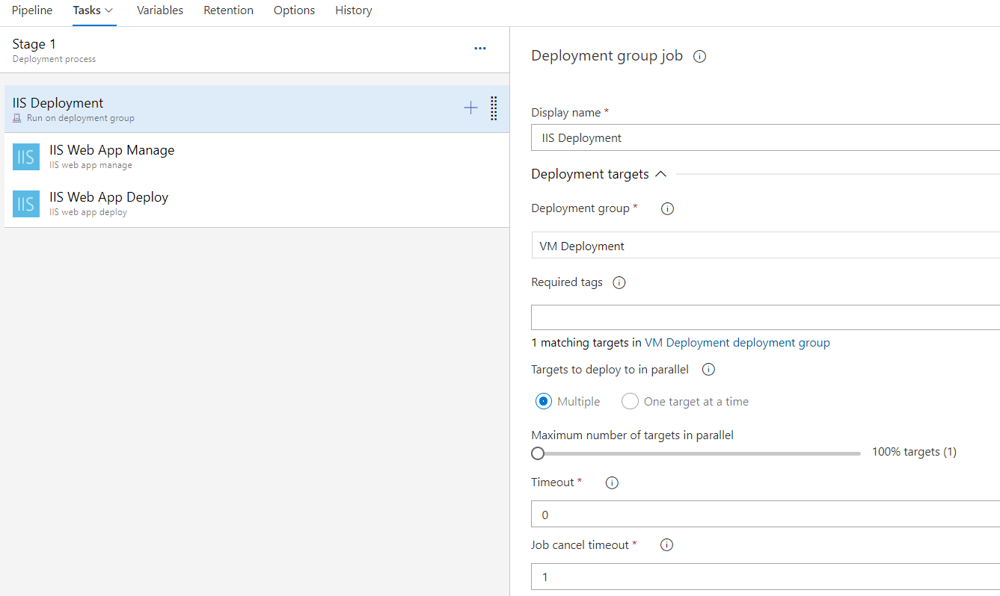 Pipeline Tasks Variables Retention Options History
Stage 1
Deployment process
IIS Deployment
Run on deployment group
IIS IIS Web App Manage
IIS web app manage
IIS IIS Web App Deploy
IIS web app deploy
Deployment group job
Display name *
IIS Deployment
Deployment targets
Deployment group *
VM Deployment
Required tags
1 matching targets in VM Deployment deployment group
Targets to deploy to in parallel
Multiple One target at a time
Maximum number of targets in parallel
100% targets (1)
Timeout *
0
Job cancel timeout *
1